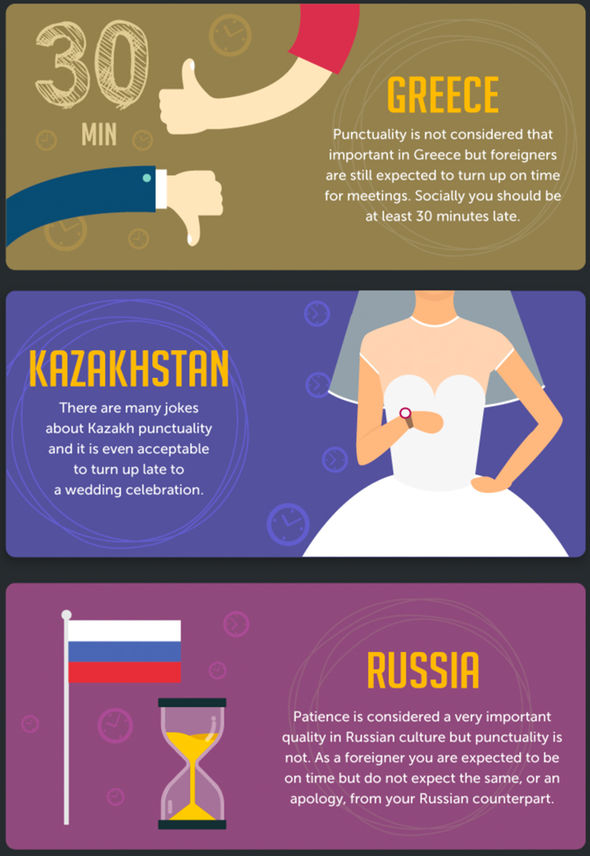 30
MIN
GREECE
Punctuality is not considered that
important in Greece but foreigners
are still expected to turn up on time
for meetings. Socially you should be
at least 30 minutes late.
KAZAKHSTAN
There are many jokes
about Kazakh punctuality
and it is even acceptable
to turn up late to
a wedding celebration.
RUSSIA
Patience is considered a very important
quality in Russian culture but punctuality is
not. As a foreigner you are expected to be
on time but do not expect the same, or an
apology, from your Russian counterpart.